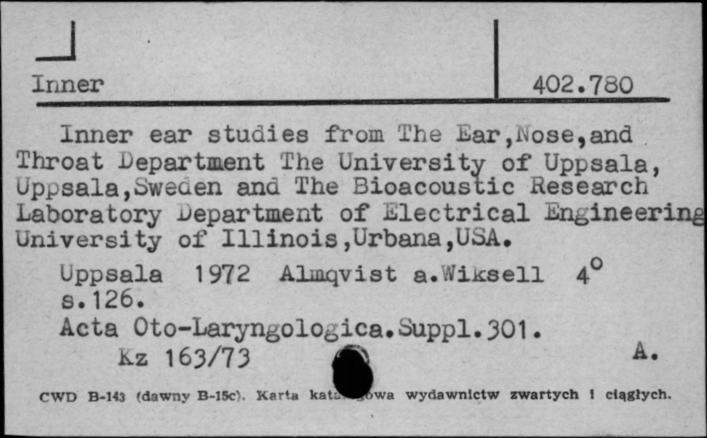 Inner 402.780
Inner ear studies from The Ear,Nose,and
Throat Department The University of Uppsala,
Uppsala,Sweden and The Bioacoustic Research
Laboratory Department of Electrical Engineering
University of Illinois,Urbana,USA.
Uppsala 1972 Almqvist a.Wiksell 4°
s.126.
Acta Oto-Laryngologica.Suppl.301.
Kz 163/73 A.
CWD B-143 (dawny B-15c). Karta katalogowa wydawnictw zwartych i ciągłych.